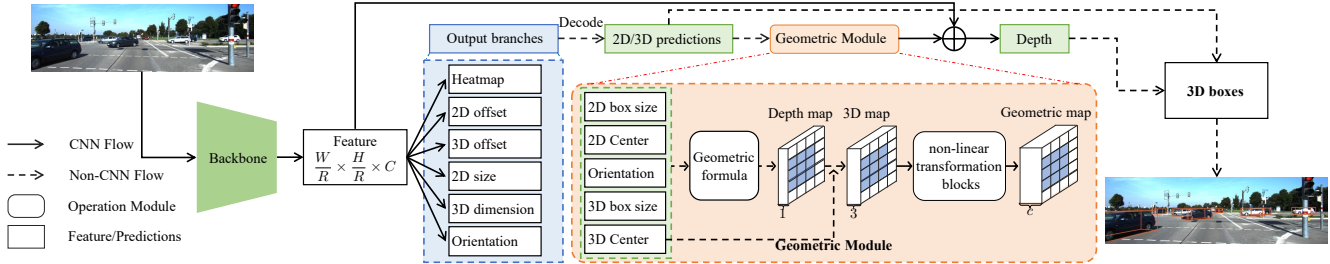 Output branches
Decode
2D/3D predictions
Geometric Module
Depth
3D boxes
CNN Flow
Non-CNN Flow
Operation Module
Feature/Predictions
Backbone
Feature
W/R × H/R × C
Heatmap
2D offset
3D offset
2D size
3D dimension
Orientation
2D box size
2D Center
Orientation
3D box size
3D Center
Geometric
formula
Depth map
1
3D map
3
non-linear
transformation
blocks
Geometric map
c
Geometric Module